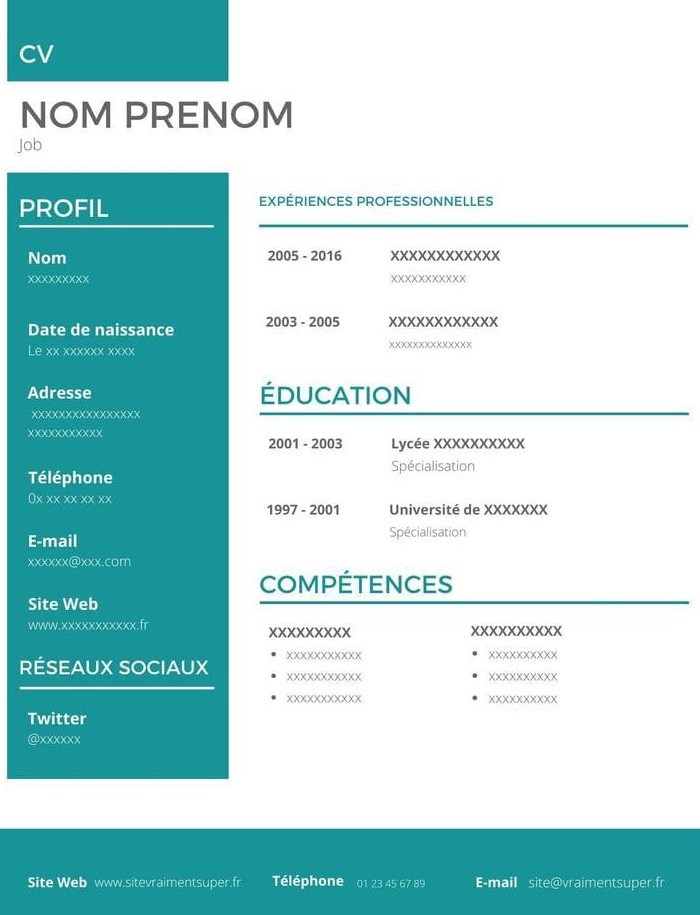 CV
NOM PRENOM
Job
PROFIL
Nom
xxxxxxxxx
Date de naissance
Le xx xxxxxx xxxx
Adresse
xxxxxxxxxxxxxxxx
xxxxxxxxxxx
Téléphone
0x xx xx xx xx
E-mail
xxxxxx@xxx.com
Site Web
www.xxxxxxxxxxx.fr
RÉSEAUX SOCIAUX
Twitter
@xxxxxx
EXPÉRIENCES PROFESSIONNELLES
2005 - 2016 XXXXXXXXXXXX
xxxxxxxxxxx
2003 - 2005 XXXXXXXXXXXX
xxxxxxxxxxxxx
ÉDUCATION
2001 - 2003 Lycée XXXXXXXXXX
Spécialisation
1997 - 2001 Université de XXXXXXX
Spécialisation
COMPÉTENCES
XXXXXXXXX XXXXXXXXXX
• xxxxxxxxxxx • xxxxxxxxxx
• xxxxxxxxxxx • xxxxxxxxxx
• xxxxxxxxxxx • xxxxxxxxxx
Site Web www.sitevraimentsuper.fr Téléphone 01 23 45 67 89 E-mail site@vraimentsuper.fr